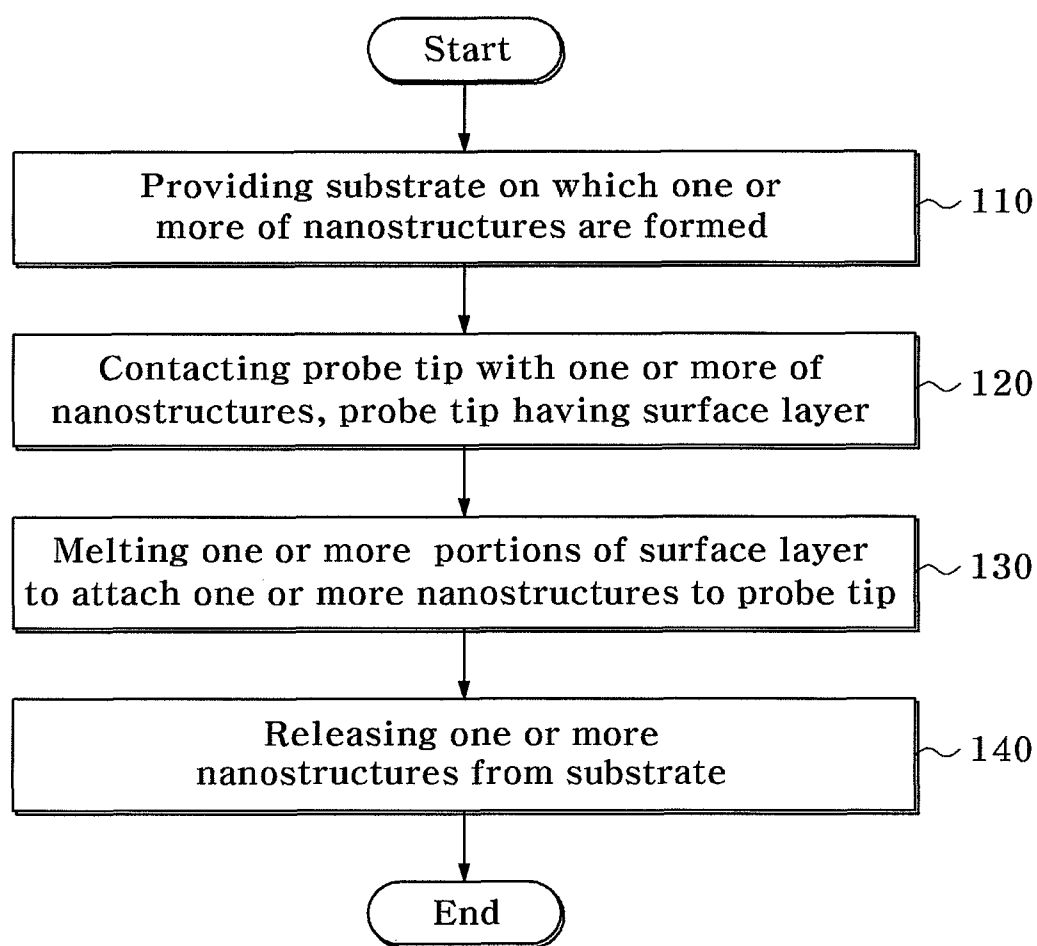 Start
Providing substrate on which one or
more of nanostructures are formed
110
Contacting probe tip with one or more of
nanostructures, probe tip having surface layer
120
Melting one or more portions of surface layer
to attach one or more nanostructures to probe tip
130
Releasing one or more
nanostructures from substrate
140
End